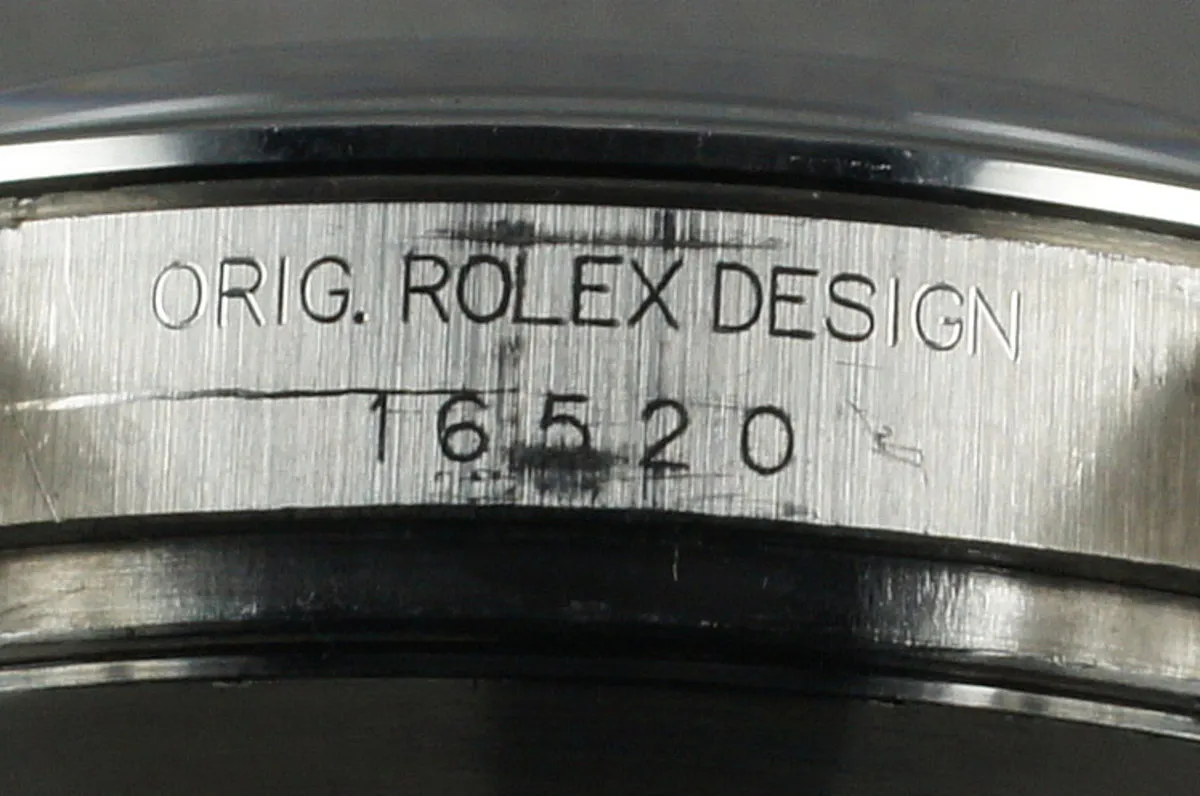 ORIG. ROLEX DESIGN
16520